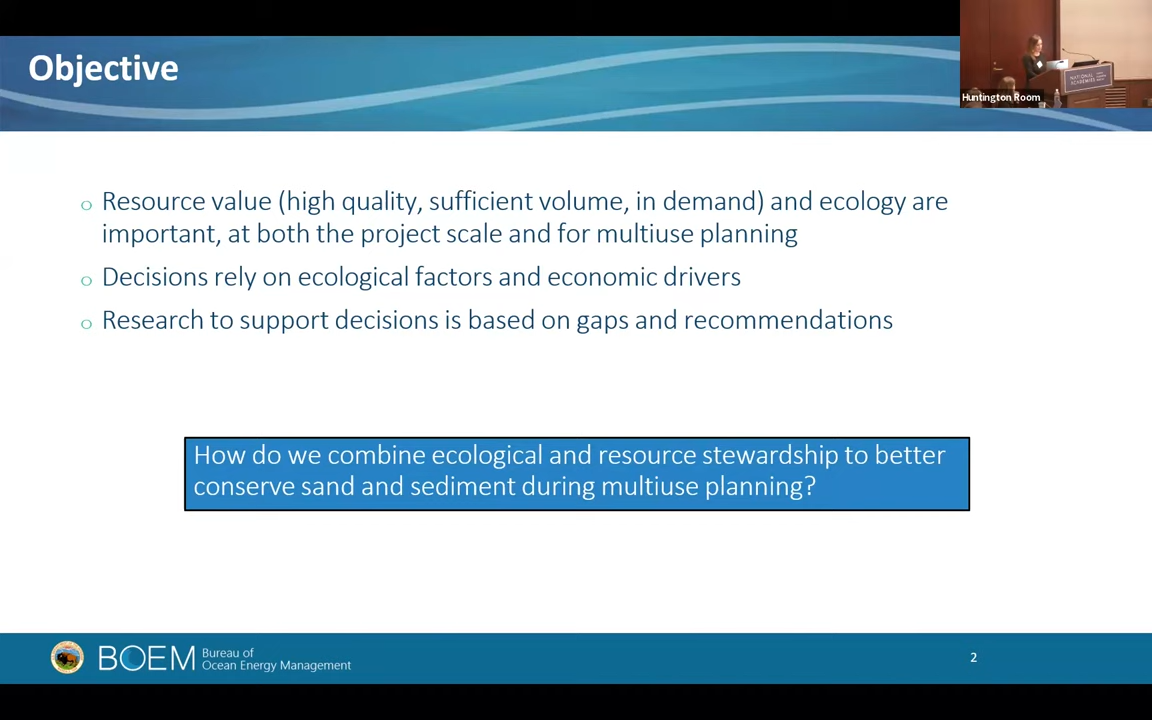 Objective
Huntington Room
NATIONAL
ACADEMIES
o Resource value (high quality, sufficient volume, in demand) and ecology are
important, at both the project scale and for multiuse planning
o Decisions rely on ecological factors and economic drivers
o Research to support decisions is based on gaps and recommendations
How do we combine ecological and resource stewardship to better
conserve sand and sediment during multiuse planning?
BOEM
Bureau of
Ocean Energy Management
2